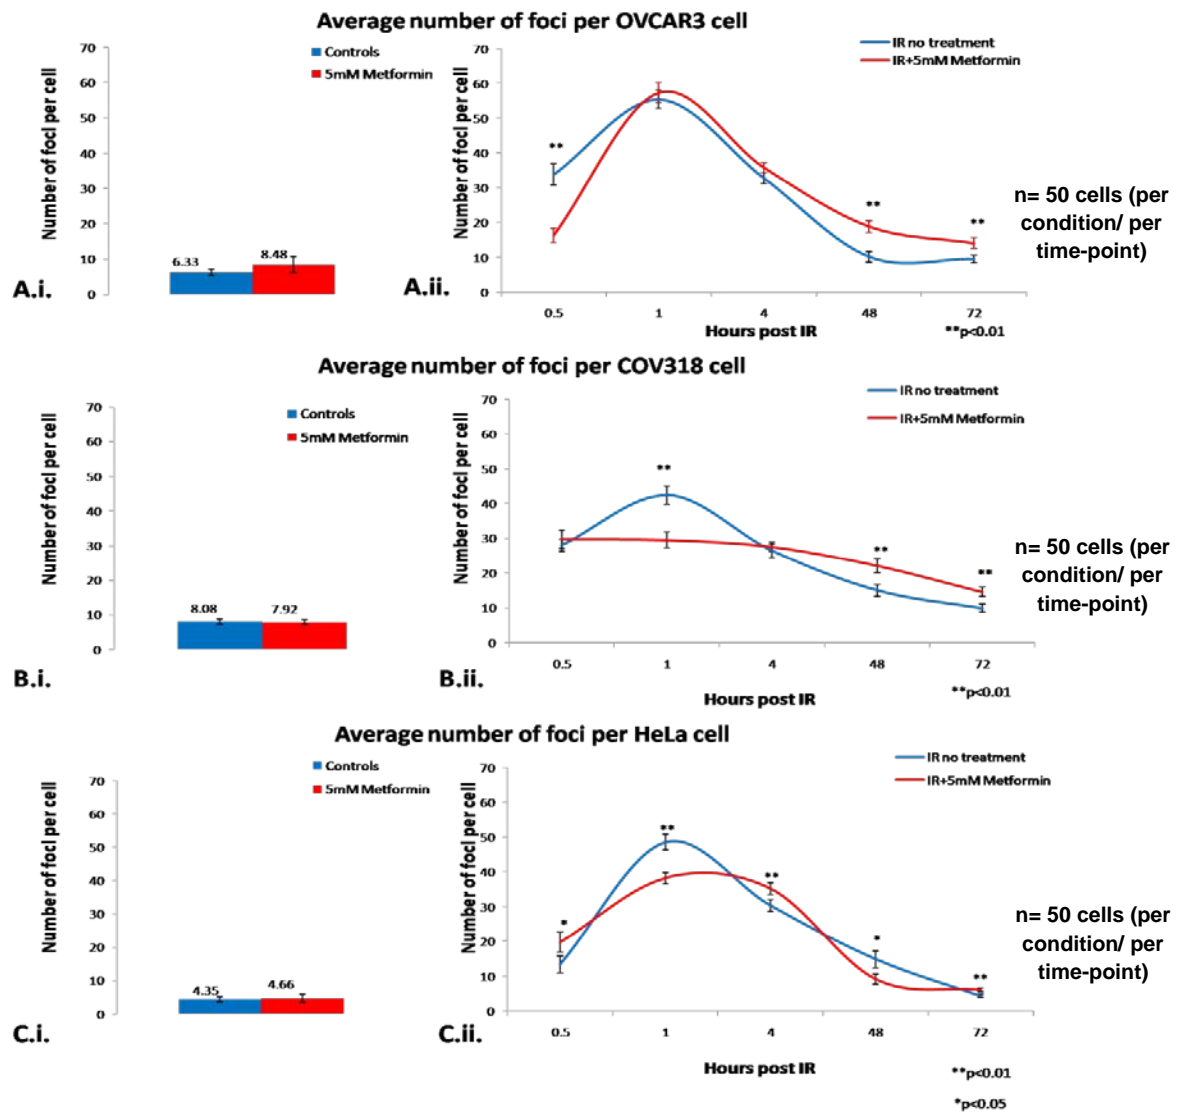 Average number of foci per OVCAR3 cell
Number of foci per cell
70
60
50
40
30
20
10
0
Controls
5mM Metformin
6.33
8.48
A.i.
Number of foci per cell
70
60
50
40
30
20
10
0
IR no treatment
IR+5mM Metformin
**
**
**
0.5 1 4 48 72
Hours post IR
**p<0.01
A.ii.
n= 50 cells (per
condition/ per
time-point)
Average number of foci per COV318 cell
Number of foci per cell
70
60
50
40
30
20
10
0
Controls
5mM Metformin
8.08
7.92
B.i.
Number of foci per cell
70
60
50
40
30
20
10
0
IR no treatment
IR+5mM Metformin
**
**
**
0.5 1 4 48 72
B.ii.
Hours post IR
**p<0.01
n= 50 cells (per
condition/ per
time-point)
Average number of foci per HeLa cell
Number of foci per cell
70
60
50
40
30
20
10
0
Controls
5mM Metformin
4.35
4.66
C.i.
Number of foci per cell
70
60
50
40
30
20
10
0
IR no treatment
IR+5mM Metformin
*
**
**
*
**
0.5 1 4 48 72
C.ii.
Hours post IR
**p<0.01
*p<0.05
n= 50 cells (per
condition/ per
time-point)